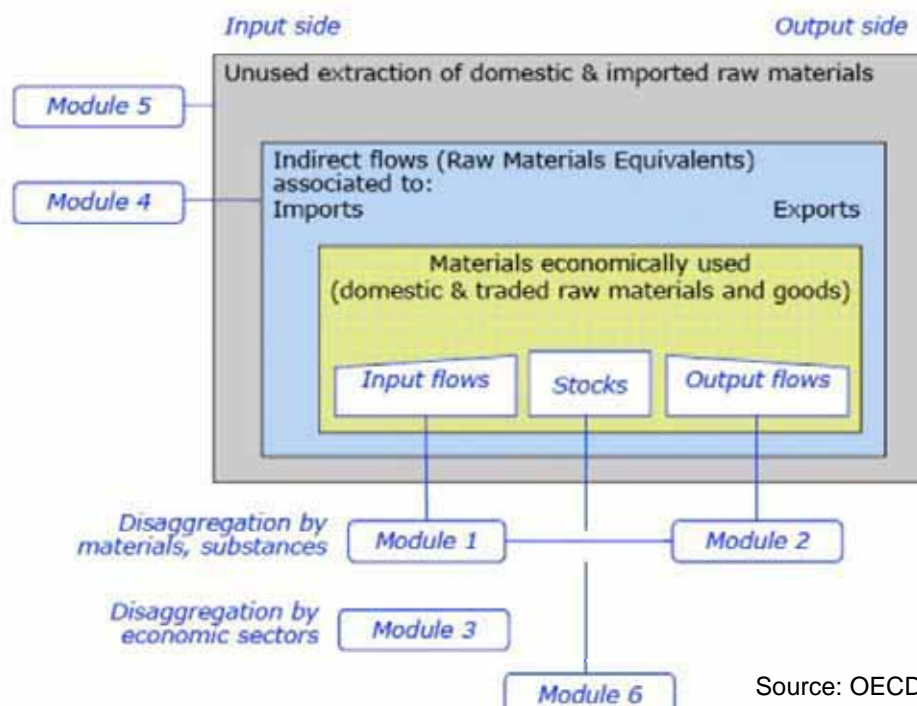 Input side
Output side
Unused extraction of domestic & imported raw materials
Module 5
Indirect flows (Raw Materials Equivalents)
associated to:
Module 4
Imports
Exports
Materials economically used
(domestic & traded raw materials and goods)
Input flows
Stocks
Output flows
Disaggregation by
materials, substances
Module 1
Module 2
Disaggregation by
economic sectors
Module 3
Module 6
Source: OECD